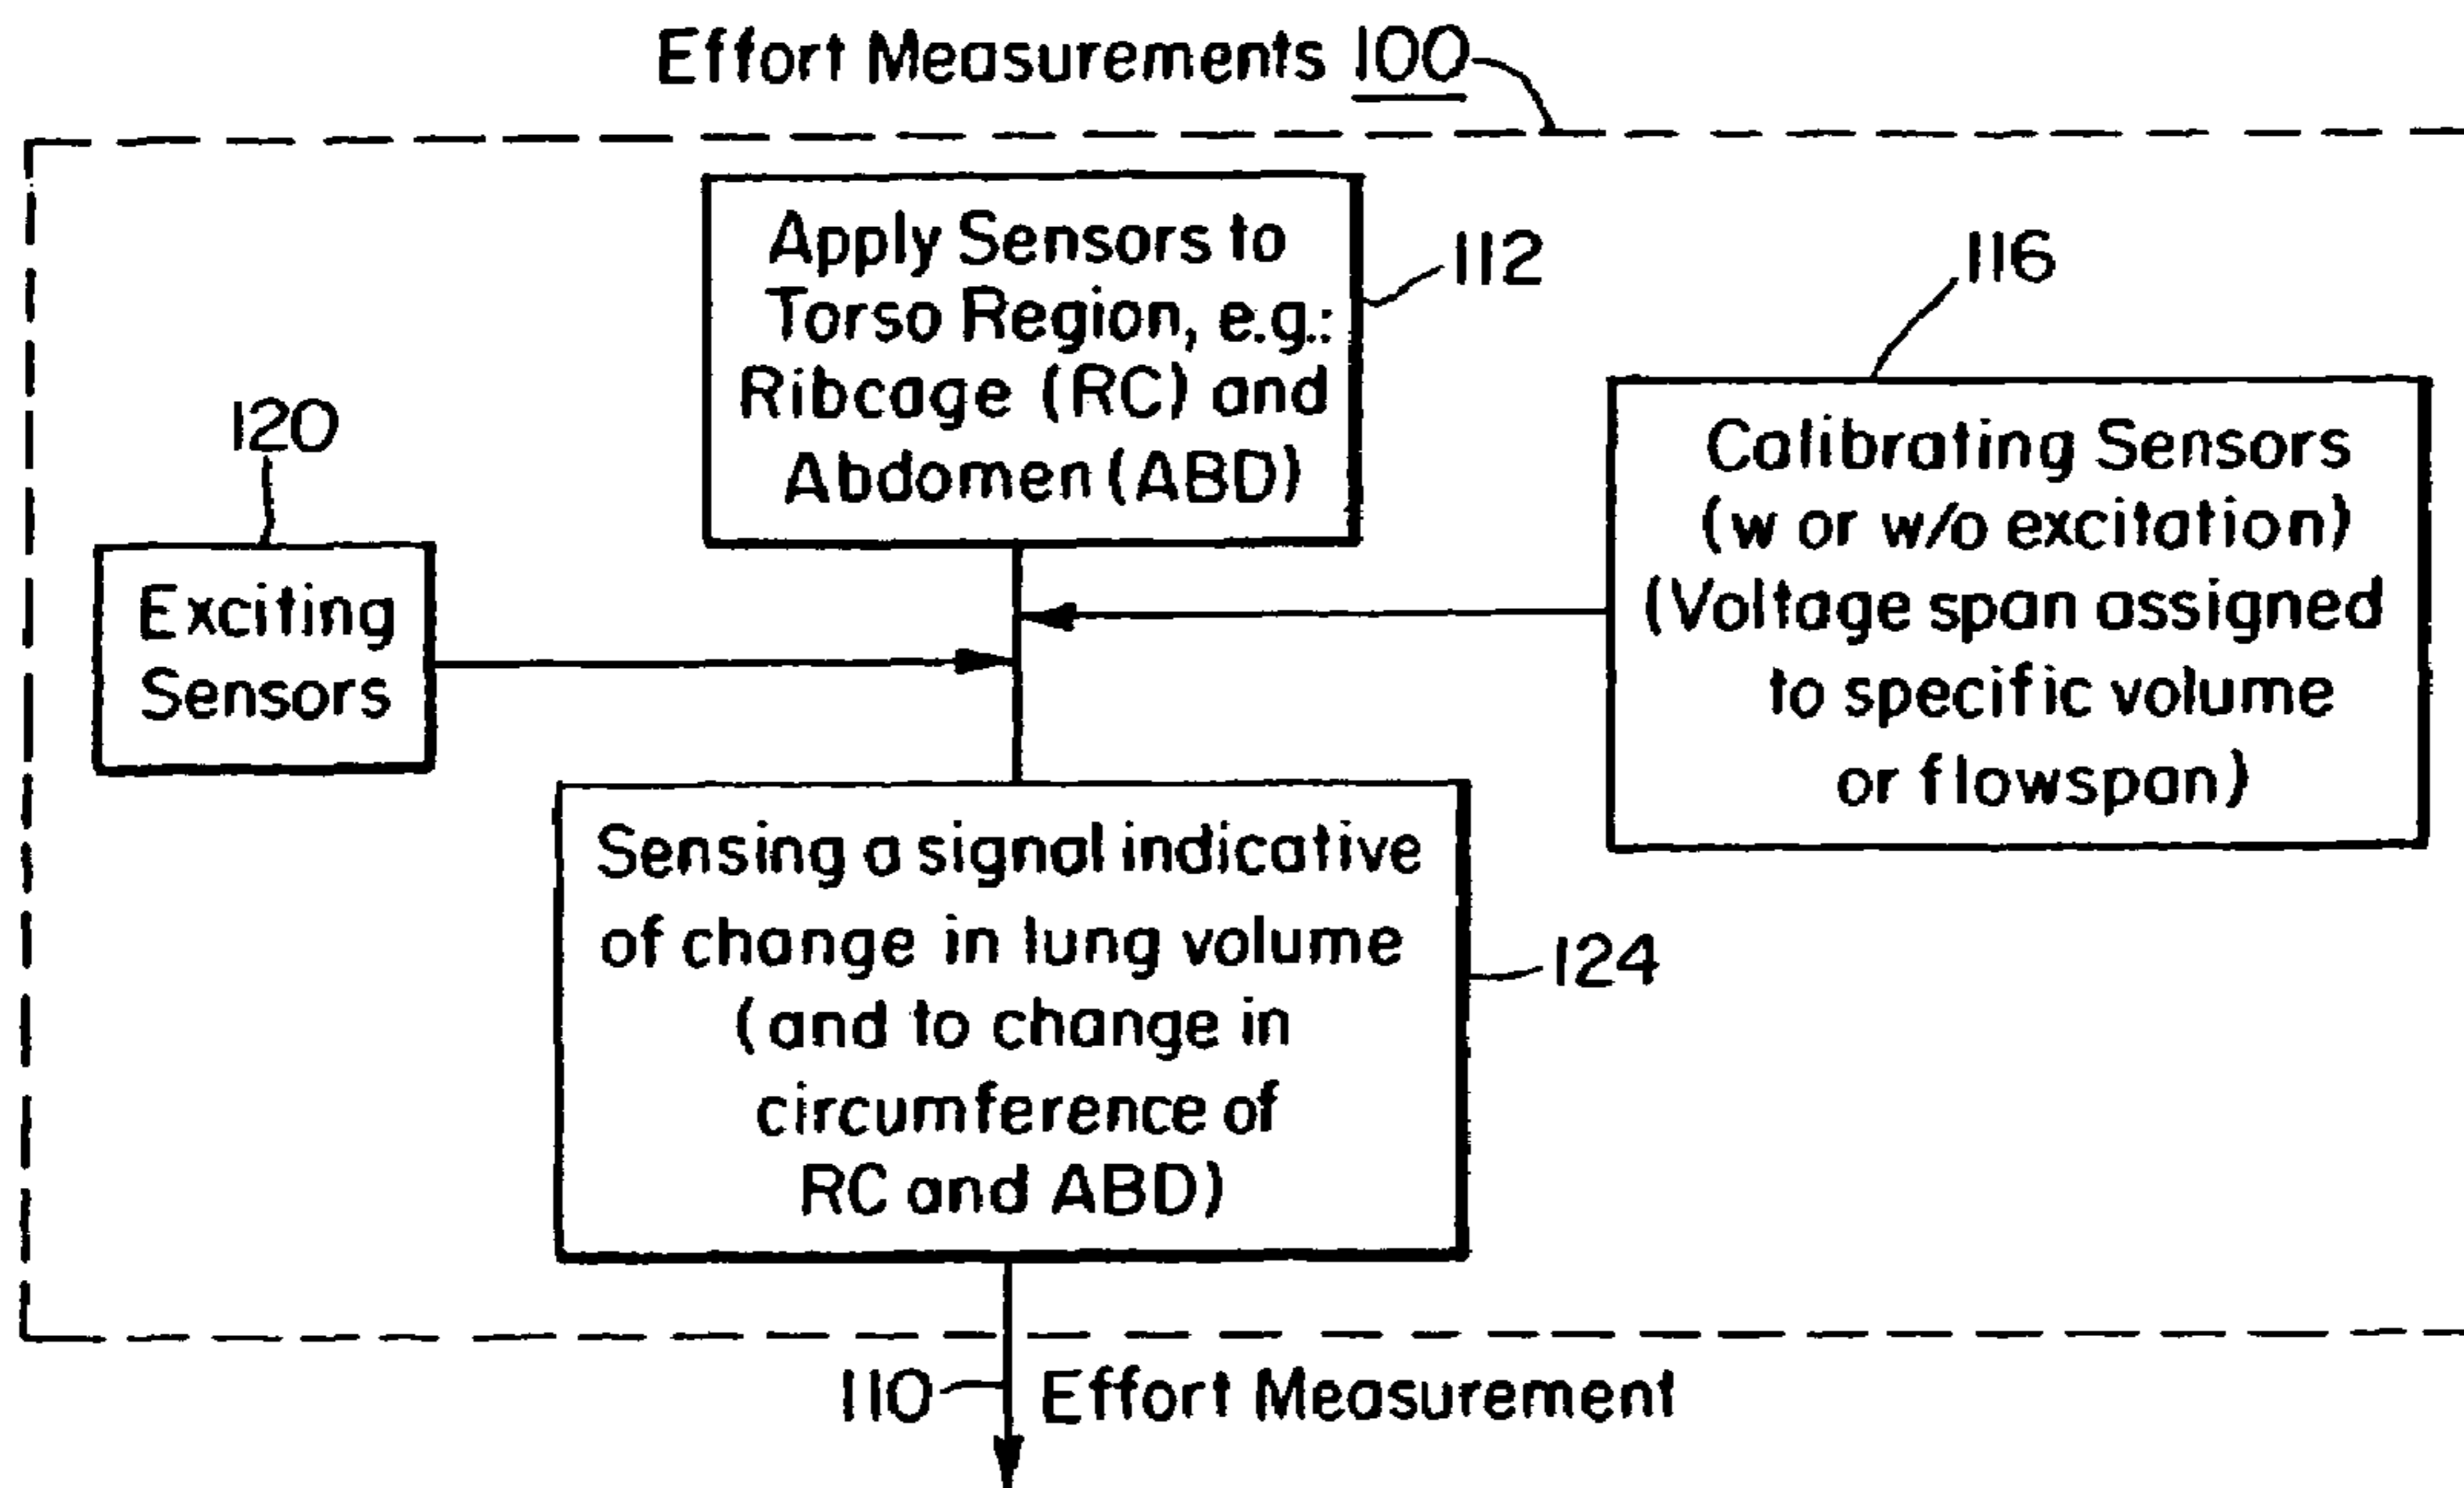 Effort Measurements 100
Apply Sensors to
Torso Region, e.g.:
Ribcage (RC) and
Abdomen (ABD)
112
116
120
Exciting
Sensors
Calibrating Sensors
(w or w/o excitation)
(Voltage span assigned
to specific volume
or flowspan)
Sensing a signal indicative
of change in lung volume
(and to change in
circumference of
RC and ABD)
124
110
Effort Measurement